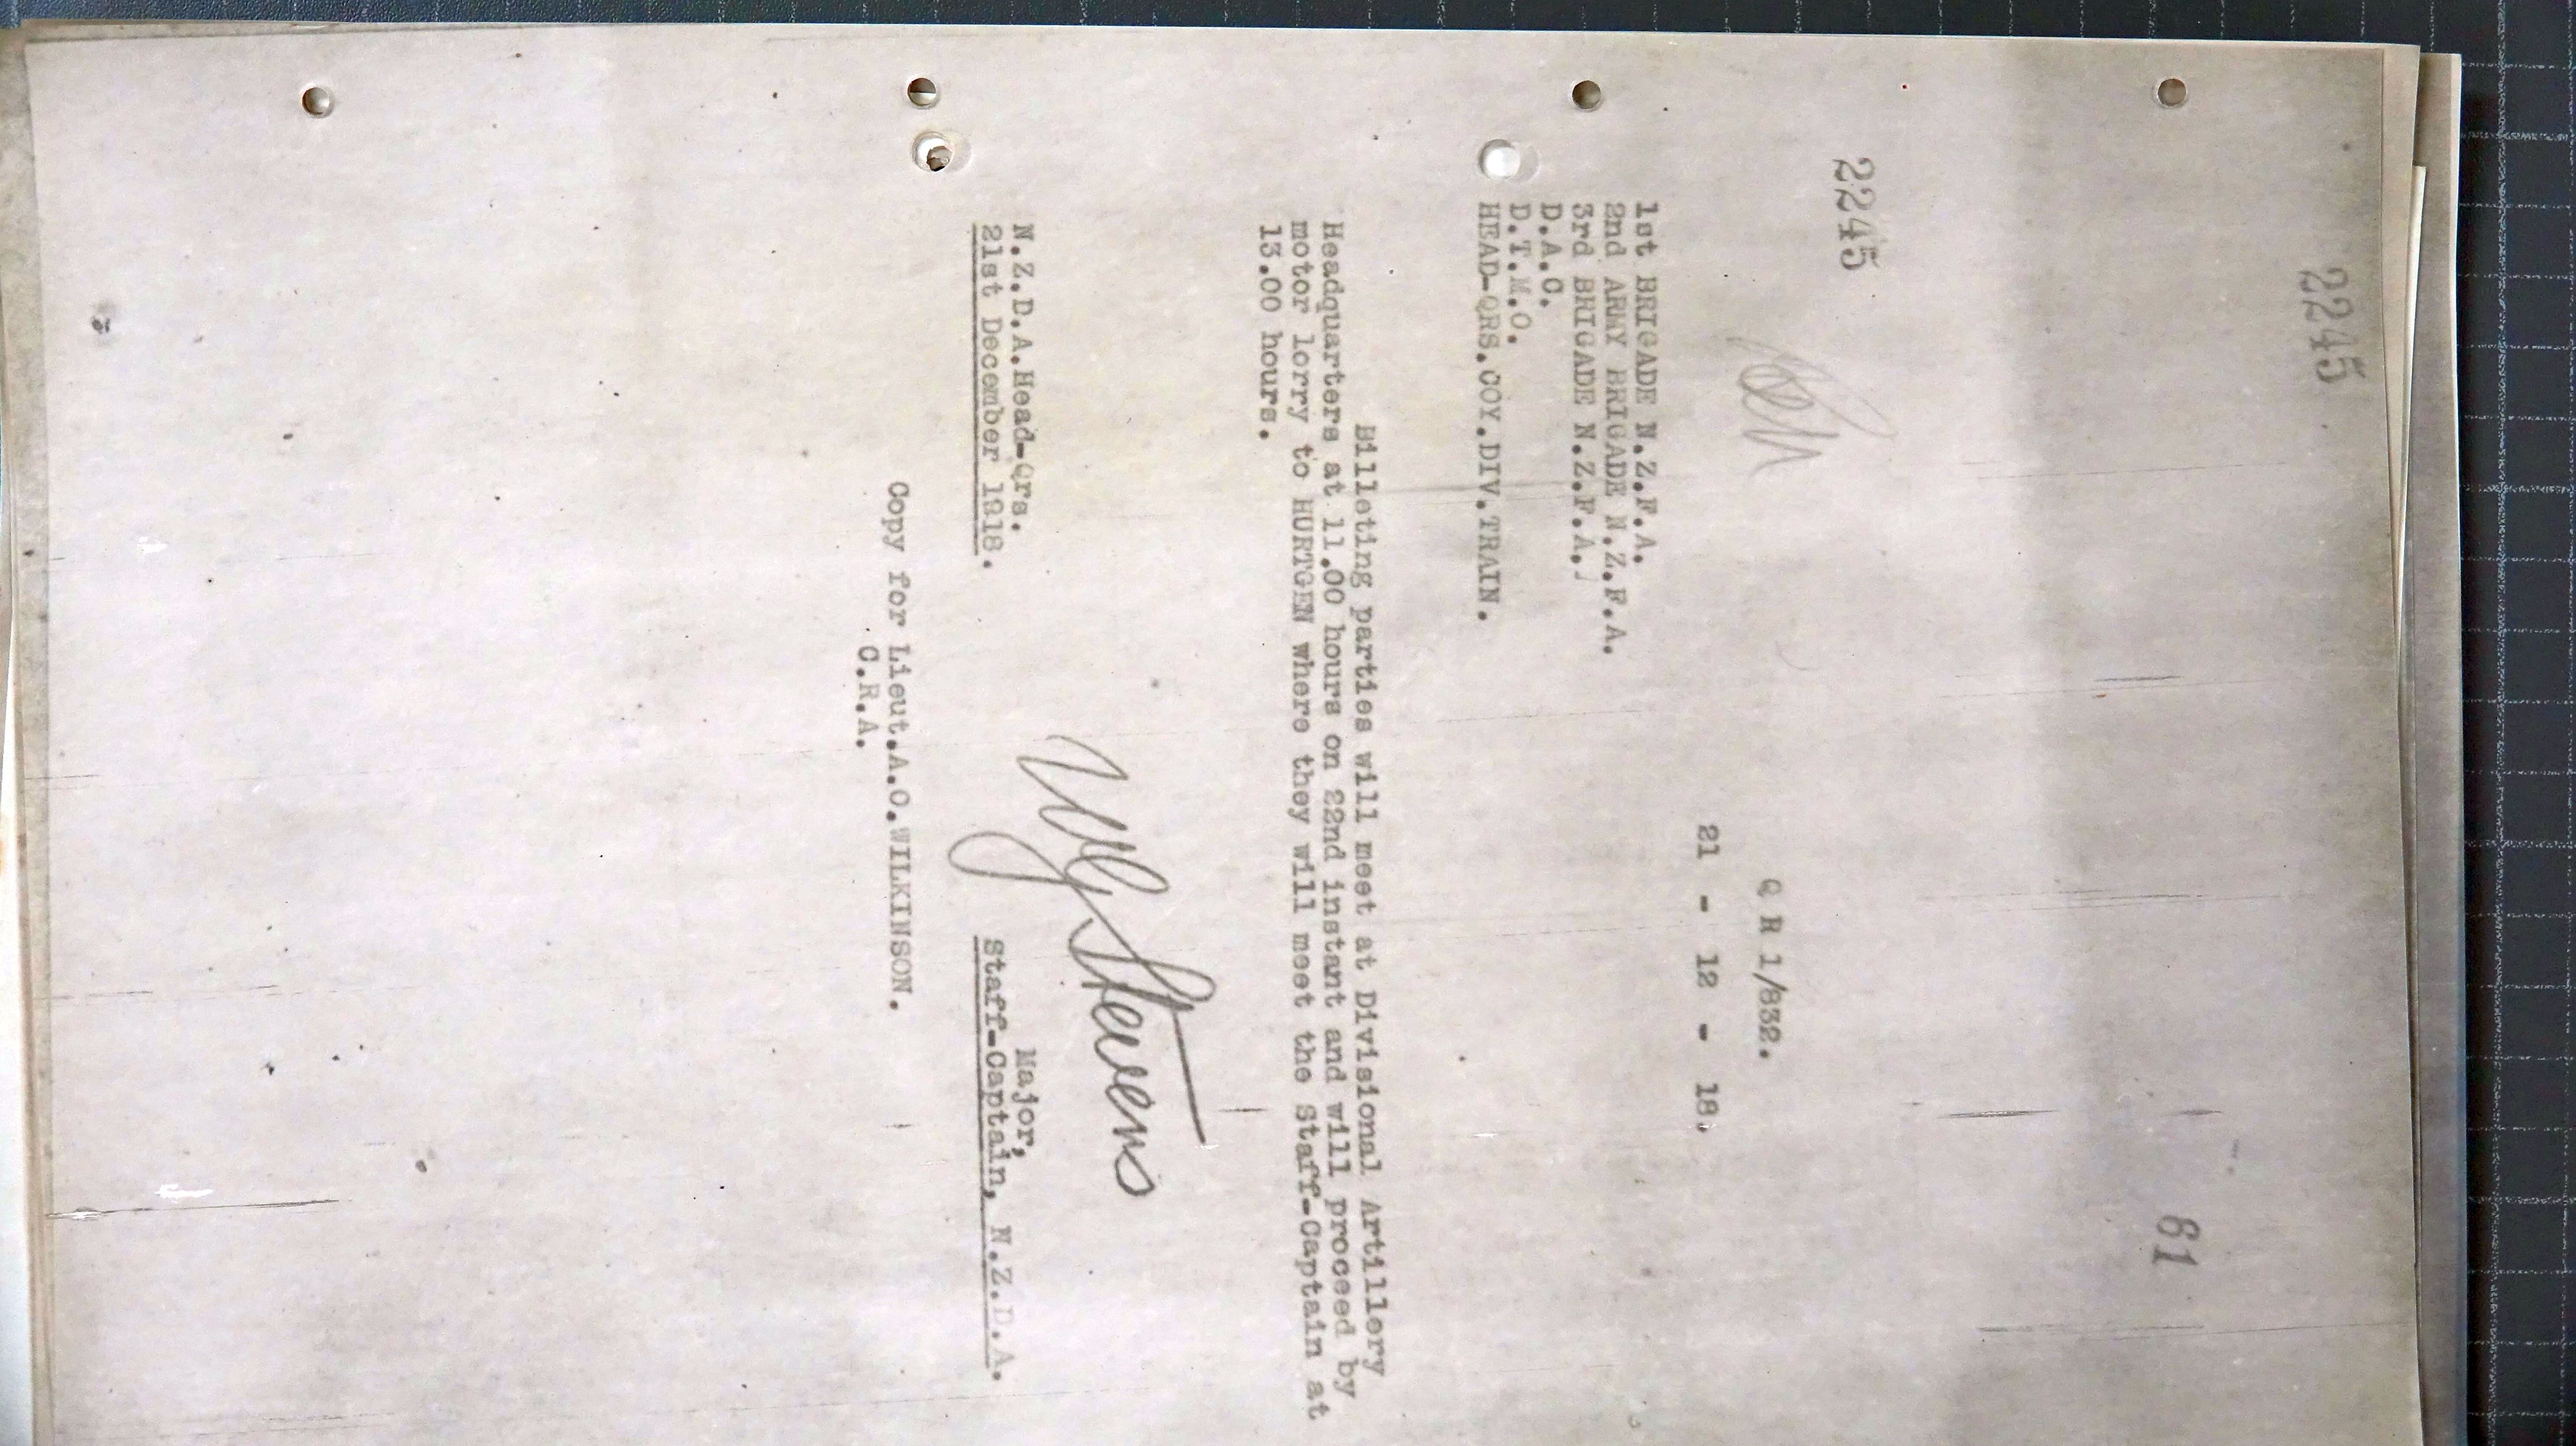 2245
81
2245
Q R 1/832.
21 - 12 - 18.
1st BRIGADE N.Z.F.A.
2nd ARMY BRIGADE N.Z.F.A.
3rd BRIGADE N.Z.F.A.
D.A.C.
D.T.M.O.
HEAD-QRS.COY.DIV.TRAIN.
Billeting parties will meet at Divisional Artillery
Headquarters at 11.00 hours on 22nd instant and will proceed by
motor lorry to HURTGEN where they will meet the Staff-Captain at
13.00 hours.
WG Stevens
N.Z.D.A.Head-Qrs. Major,
21st December 1918. Staff-Captain, N.Z.D.A.
Copy for Lieut.A.O.WILKINSON.
C.R.A.